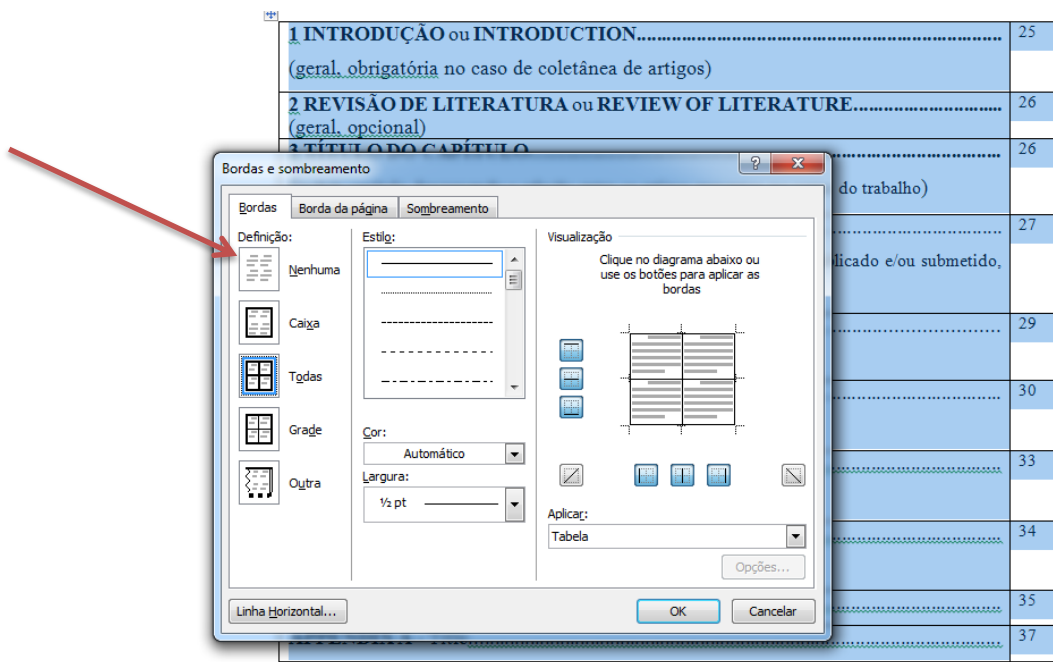 1 INTRODUÇÃO ou INTRODUCTION.................................................................... 25
(geral, obrigatória no caso de coletânea de artigos)
2 REVISÃO DE LITERATURA ou REVIEW OF LITERATURE............................ 26
(geral, opcional)
3 TÍTULO DO CAPÍTULO ................................ 26
do trabalho)
................................ 27
licado e/ou submetido,
................................ 29
................................ 30
................................ 33
................................ 34
................................ 35
................................ 37
Bordas e sombreamento
Bordas Borda da página Sombreamento
Definição:
Nenhuma
Caixa
Todas
Grade
Outra
Estilo:
Cor:
Automático
Largura:
½ pt
Visualização
Clique no diagrama abaixo ou
use os botões para aplicar as
bordas
Aplicar:
Tabela
Opções...
Linha Horizontal...
OK
Cancelar